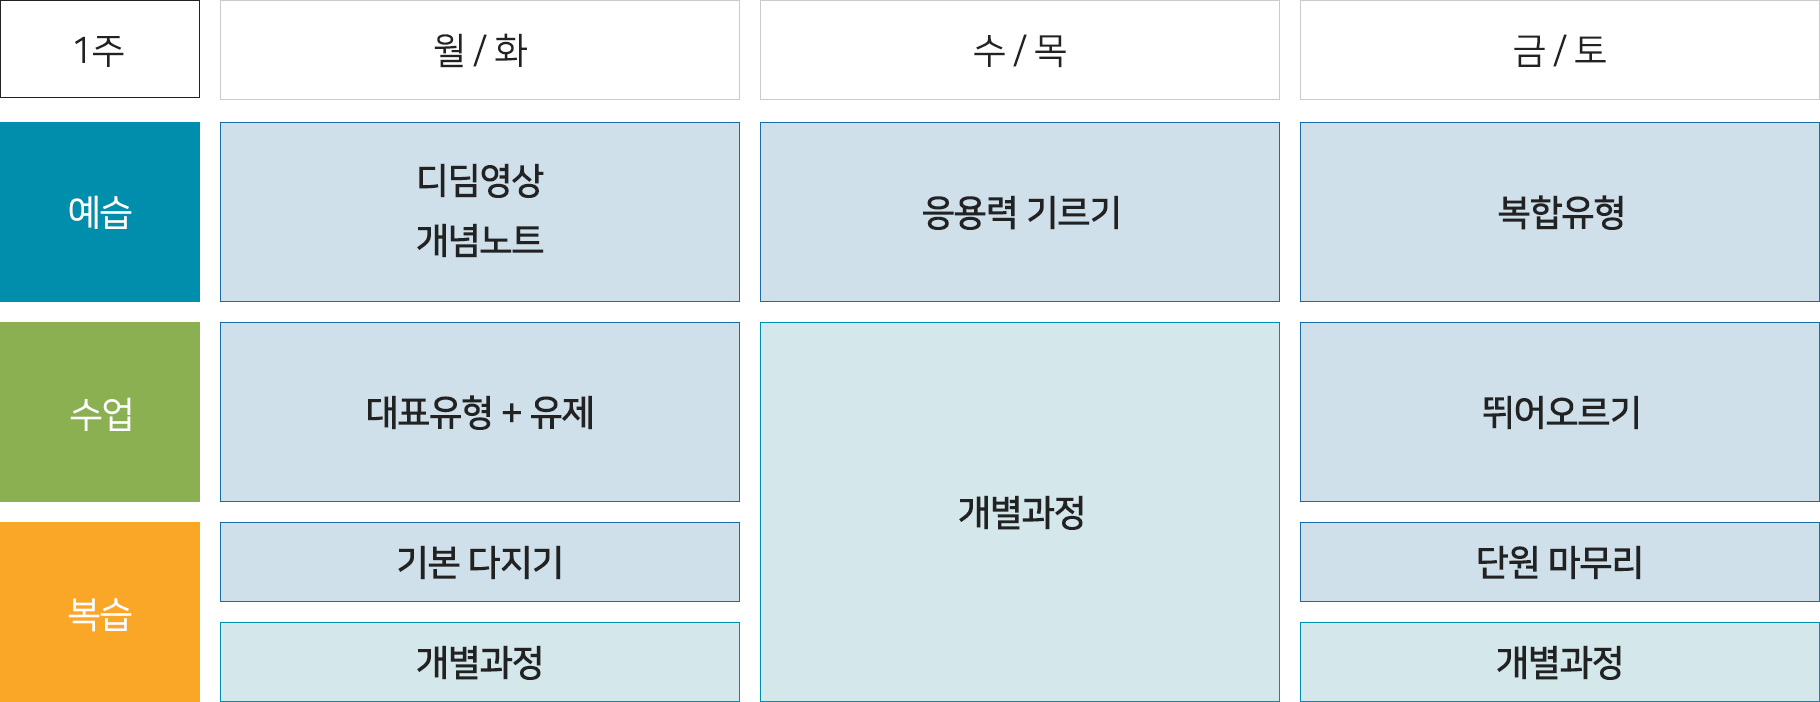 1주
월 / 화
수 / 목
금 / 토
예습
디딤영상
개념노트
응용력 기르기
복합유형
수업
대표유형 + 유제
개별과정
뛰어오르기
복습
기본 다지기
단원 마무리
개별과정
개별과정